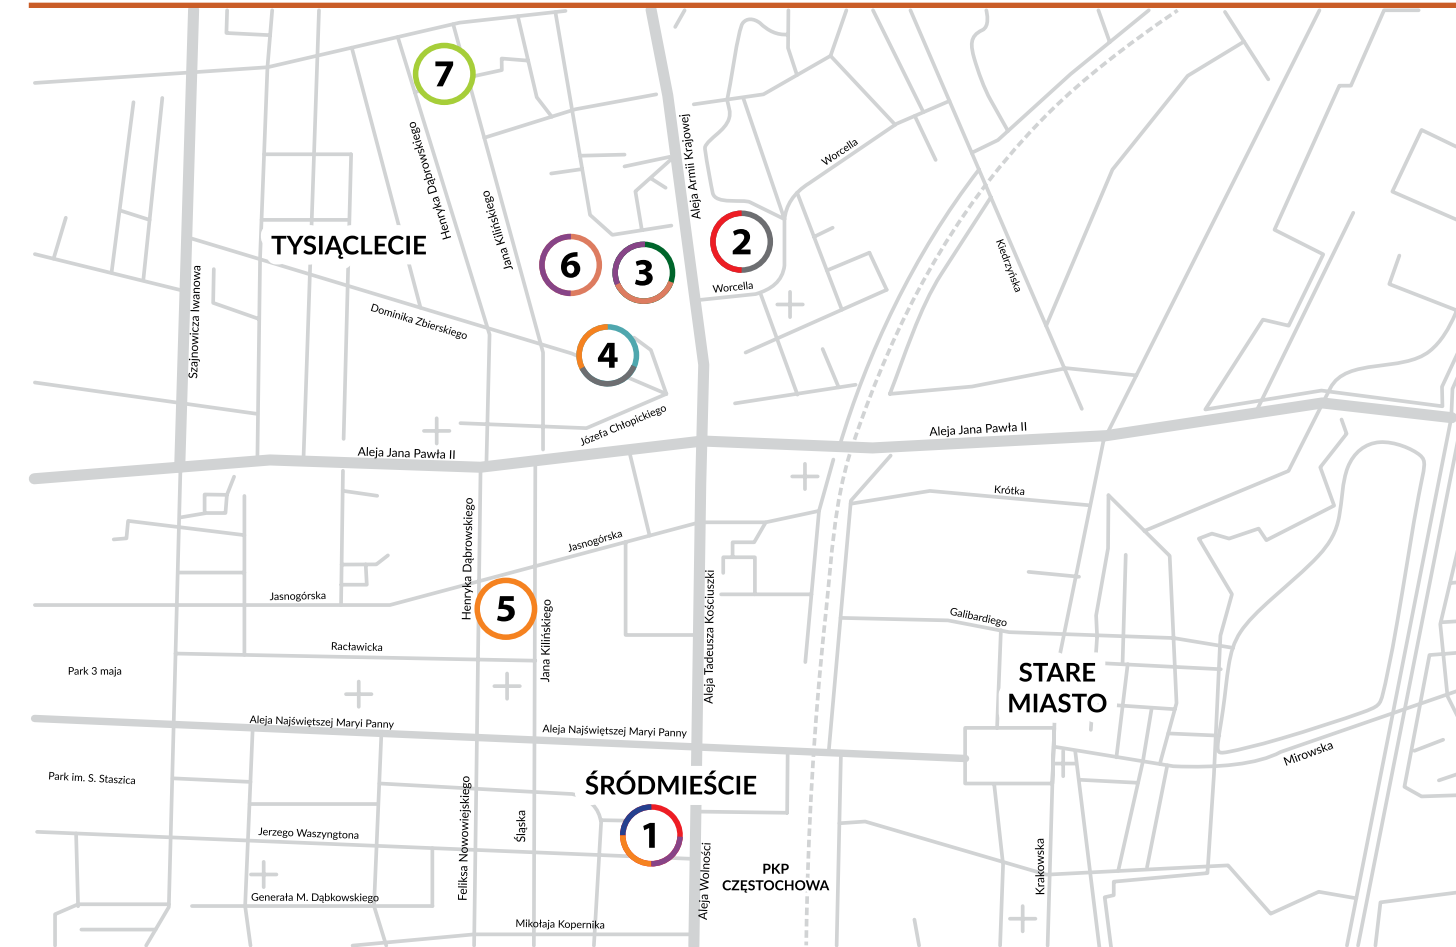 7
Henryka Dąbrowskiego
Jana Kilińskiego
Aleja Armii Krajowej
Worcella
TYSIĄCLECIE
6
3
2
Worcella
Kiedrzyńska
Szajnowicza Iwanowa
Dominika Zbierskiego
4
Józefa Chłopickiego
Aleja Jana Pawła II
Aleja Jana Pawła II
Krótka
Henryka Dąbrowskiego
Jasnogórska
Jasnogórska
5
Jana Kilińskiego
Aleja Tadeusza Kościuszki
Galibardiego
Racławicka
Park 3 maja
STARE
MIASTO
Aleja Najświętszej Maryi Panny
Aleja Najświętszej Maryi Panny
Mirowska
Park im. S. Staszica
ŚRÓDMIEŚCIE
Feliksa Nowowiejskiego
Śląska
1
Jerzego Waszyngtona
Aleja Wolności
PKP
CZĘSTOCHOWA
Krakowska
Generała M. Dąbkowskiego
Mikołaja Kopernika